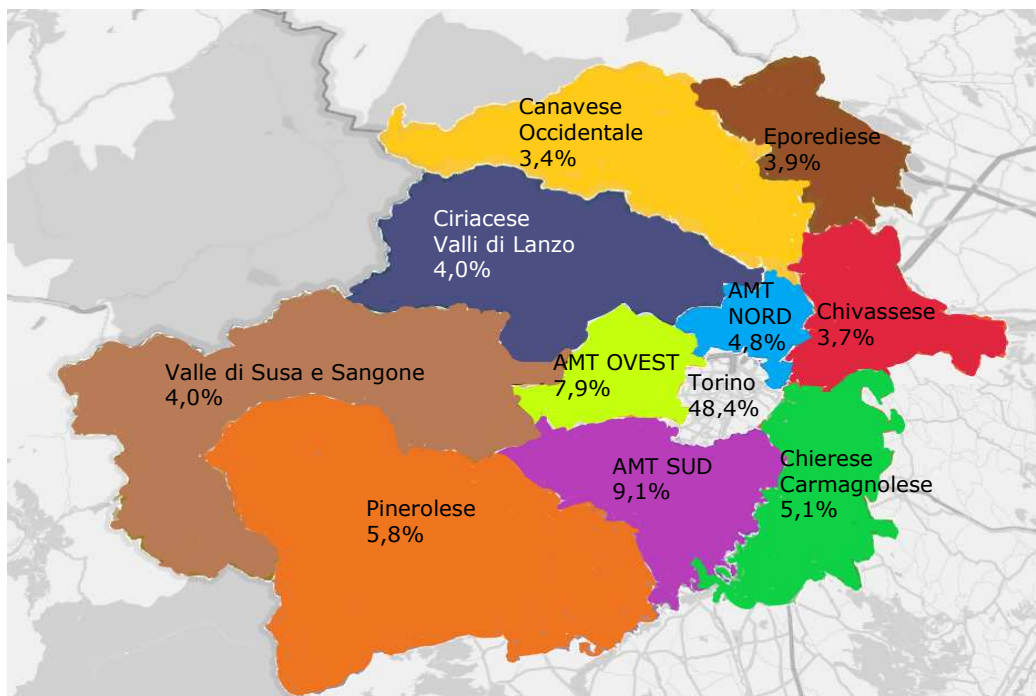 Canavese
Occidentale
3,4%
Eporediese
3,9%
Ciriacese
Valli di Lanzo
4,0%
AMT
NORD
4,8%
Chivassese
3,7%
Valle di Susa e Sangone
4,0%
AMT OVEST
7,9%
Torino
48,4%
AMT SUD
9,1%
Chierese
Carmagnolese
5,1%
Pinerolese
5,8%